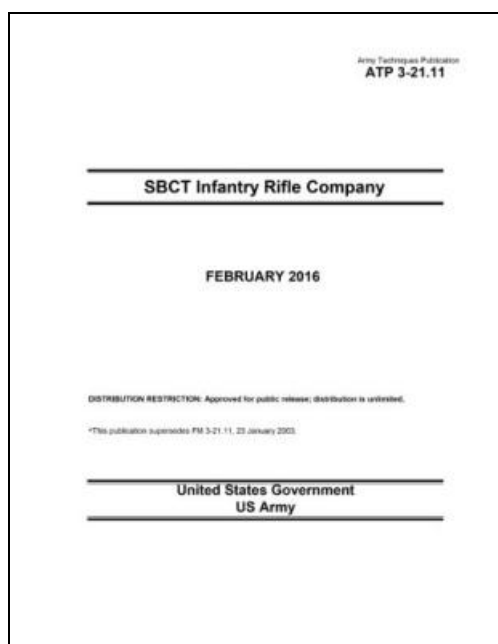 Army Techniques Publication
ATP 3-21.11
SBCT Infantry Rifle Company
FEBRUARY 2016
DISTRIBUTION RESTRICTION: Approved for public release; distribution is unlimited.
*This publication supersedes FM 3-21.11, 23 January 2003.
United States Government
US Army